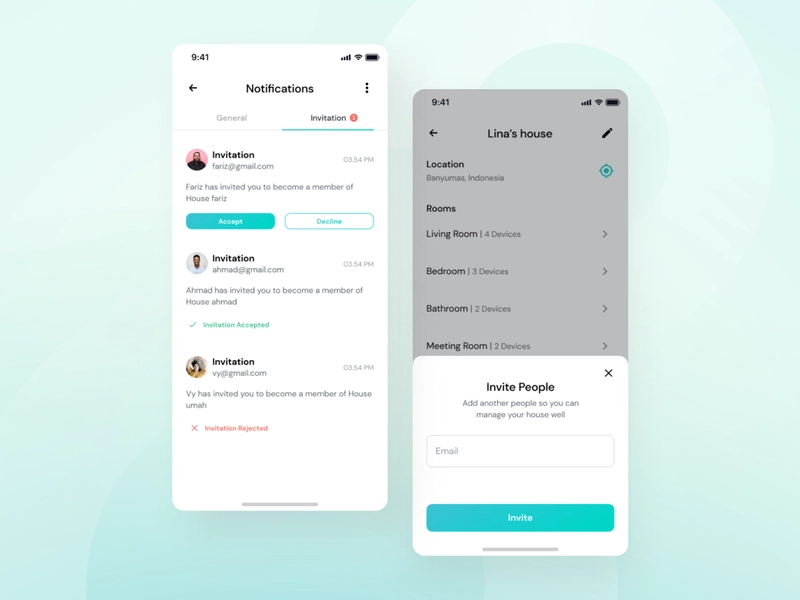 9:41
Notifications
General
Invitation 3
Invitation
fariz@gmail.com
03.54 PM
Fariz has invited you to become a member of
House fariz
Accept
Decline
Invitation
ahmad@gmail.com
03.54 PM
Ahmad has invited you to become a member of
House ahmad
Invitation Accepted
Invitation
vy@gmail.com
03.54 PM
Vy has invited you to become a member of House
umah
Invitation Rejected
9:41
Lina's house
Location
Banyumas, Indonesia
Rooms
Living Room | 4 Devices
Bedroom | 3 Devices
Bathroom | 2 Devices
Meeting Room | 2 Devices
Invite People
Add another people so you can
manage your house well
Email
Invite